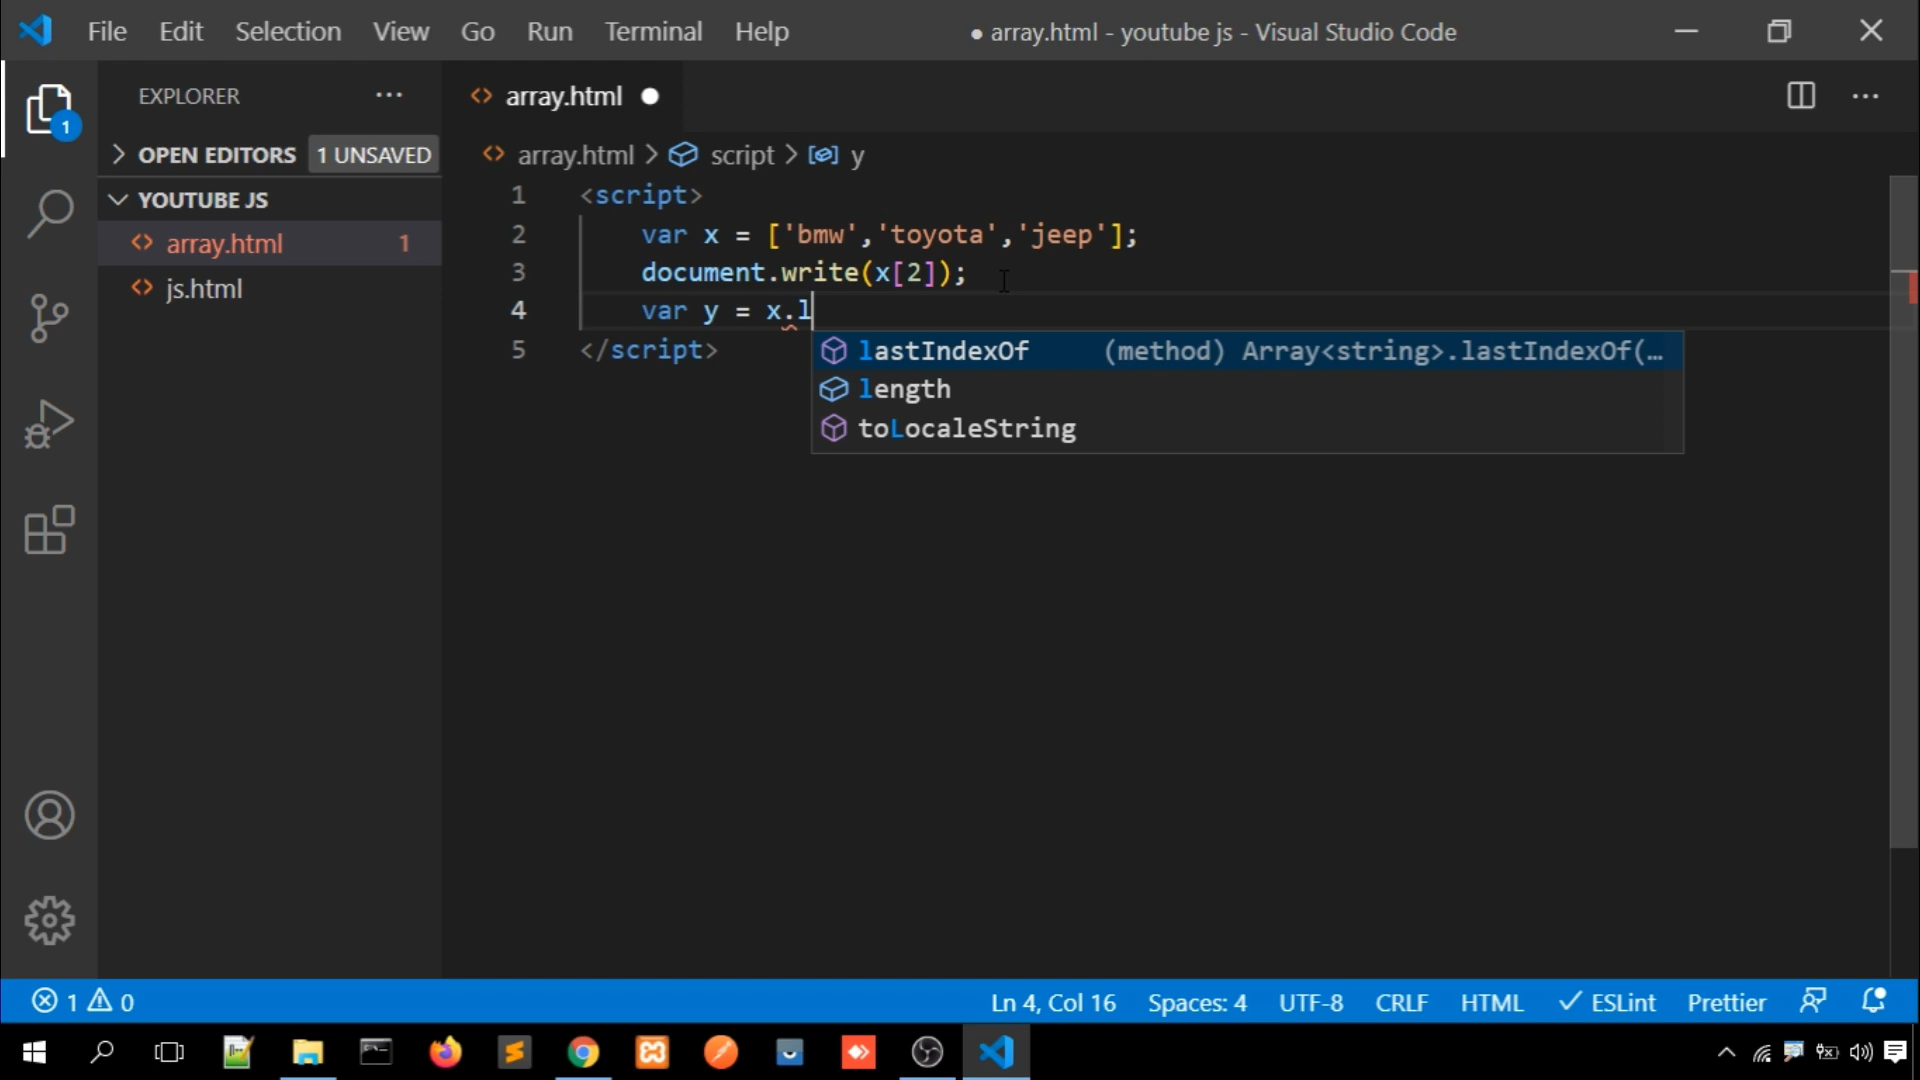 File Edit Selection View Go Run Terminal Help ● array.html - youtube js - Visual Studio Code
EXPLORER ···
array.html ●
1
OPEN EDITORS 1 UNSAVED
array.html > script > y
YOUTUBE JS
array.html 1
js.html
1 <script>
2 var x = ['bmw','toyota','jeep'];
3 document.write(x[2]);
4 var y = x.l
5 </script>
lastIndexOf (method) Array<string>.lastIndexOf(…
length
toLocaleString
1 0 Ln 4, Col 16 Spaces: 4 UTF-8 CRLF HTML ESLint Prettier